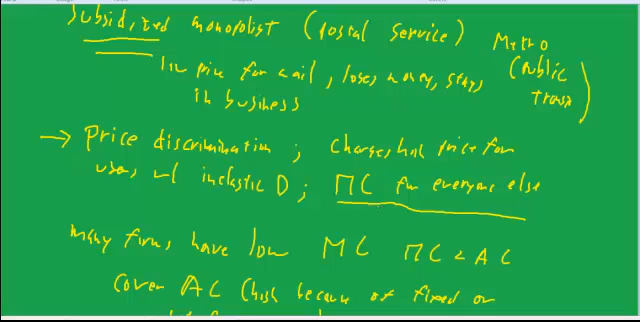 Subsidized monopolist (postal service) Metro
low price for mail, loses money, stays (public
in business transp)
→ Price discrimination; charges high price for
users w/ inelastic D; MC for everyone else
many firms have low MC MC < AC
cover AC (high because of fixed or